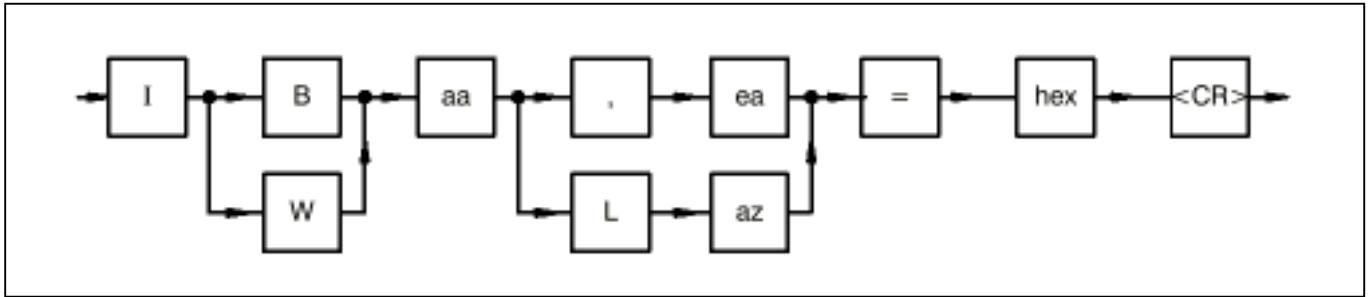 I B aa , ea = hex <CR>
W L az